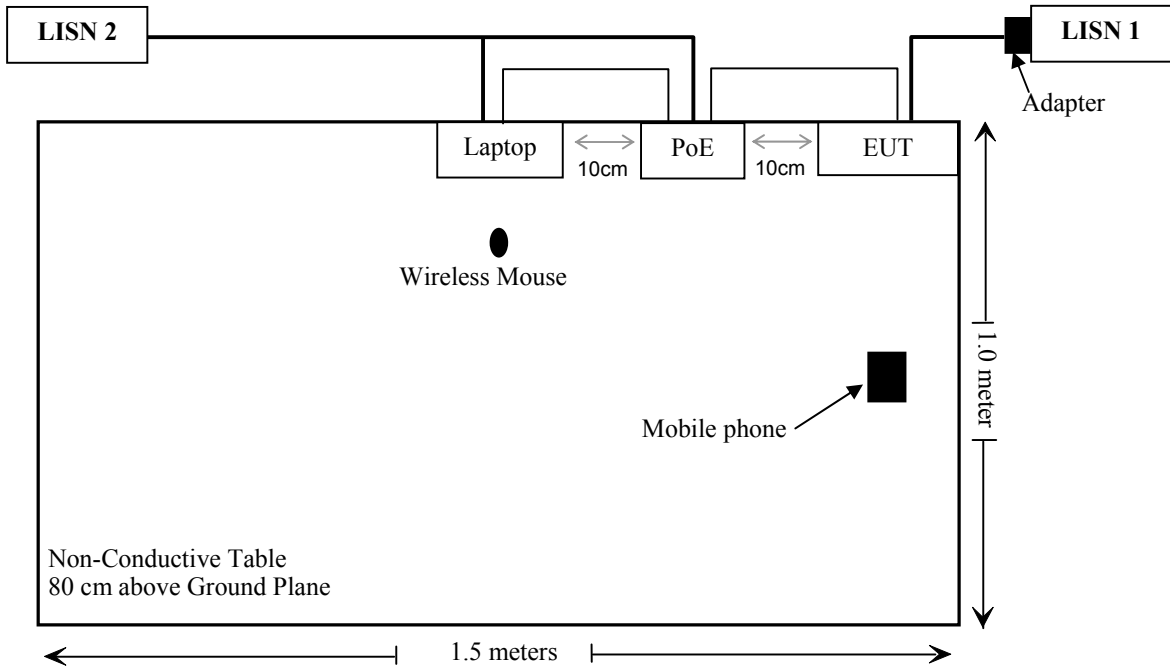 LISN 2
LISN 1
Adapter
Laptop
PoE
EUT
10cm
10cm
Wireless Mouse
1.0 meter
Mobile phone
Non-Conductive Table
80 cm above Ground Plane
1.5 meters